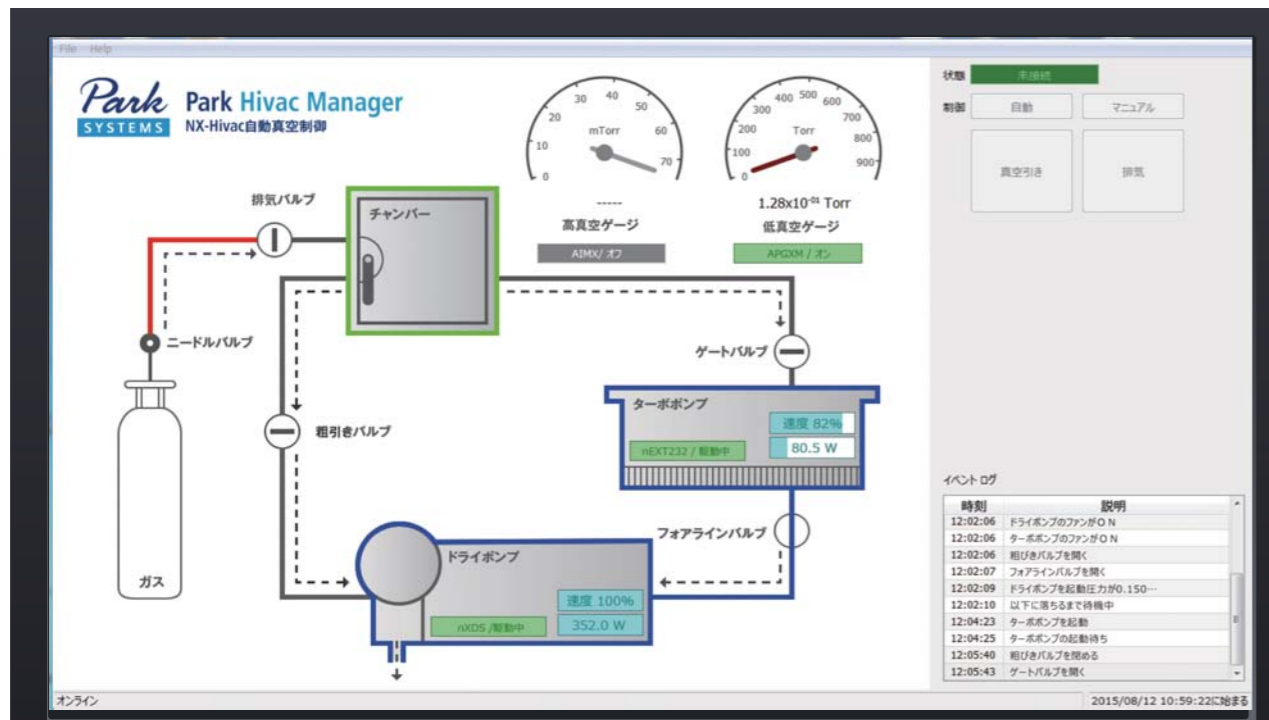 File Help
Park
SYSTEMS
Park Hivac Manager
NX-Hivac自動真空制御
30 40 50
20 mTorr 60
10 70
0
400 500 600
300 700
200 Torr 800
100 900
0
-----
高真空ゲージ
AIMX/ オフ
1.28x10⁻⁰¹ Torr
低真空ゲージ
APGXM / オン
排気バルブ
チャンバー
ニードルバルブ
ゲートバルブ
粗引きバルブ
ターボポンプ
速度 82%
nEXT232 / 駆動中
80.5 W
フォアラインバルブ
ドライポンプ
速度 100%
nXDS /駆動中
352.0 W
ガス
状態 未接続
制御 自動 マニュアル
真空引き 排気
イベント ログ
時刻 説明
12:02:06 ドライポンプのファンがＯＮ
12:02:06 ターボポンプのファンがＯＮ
12:02:06 粗びきバルブを開く
12:02:07 フォアラインバルブを開く
12:02:09 ドライポンプを起動圧力が0.150…
12:02:10 以下に落ちるまで待機中
12:04:23 ターボポンプを起動
12:04:25 ターボポンプの起動待ち
12:05:40 粗びきバルブを閉める
12:05:43 ゲートバルブを開く
オンライン
2015/08/12 10:59:22に始まる